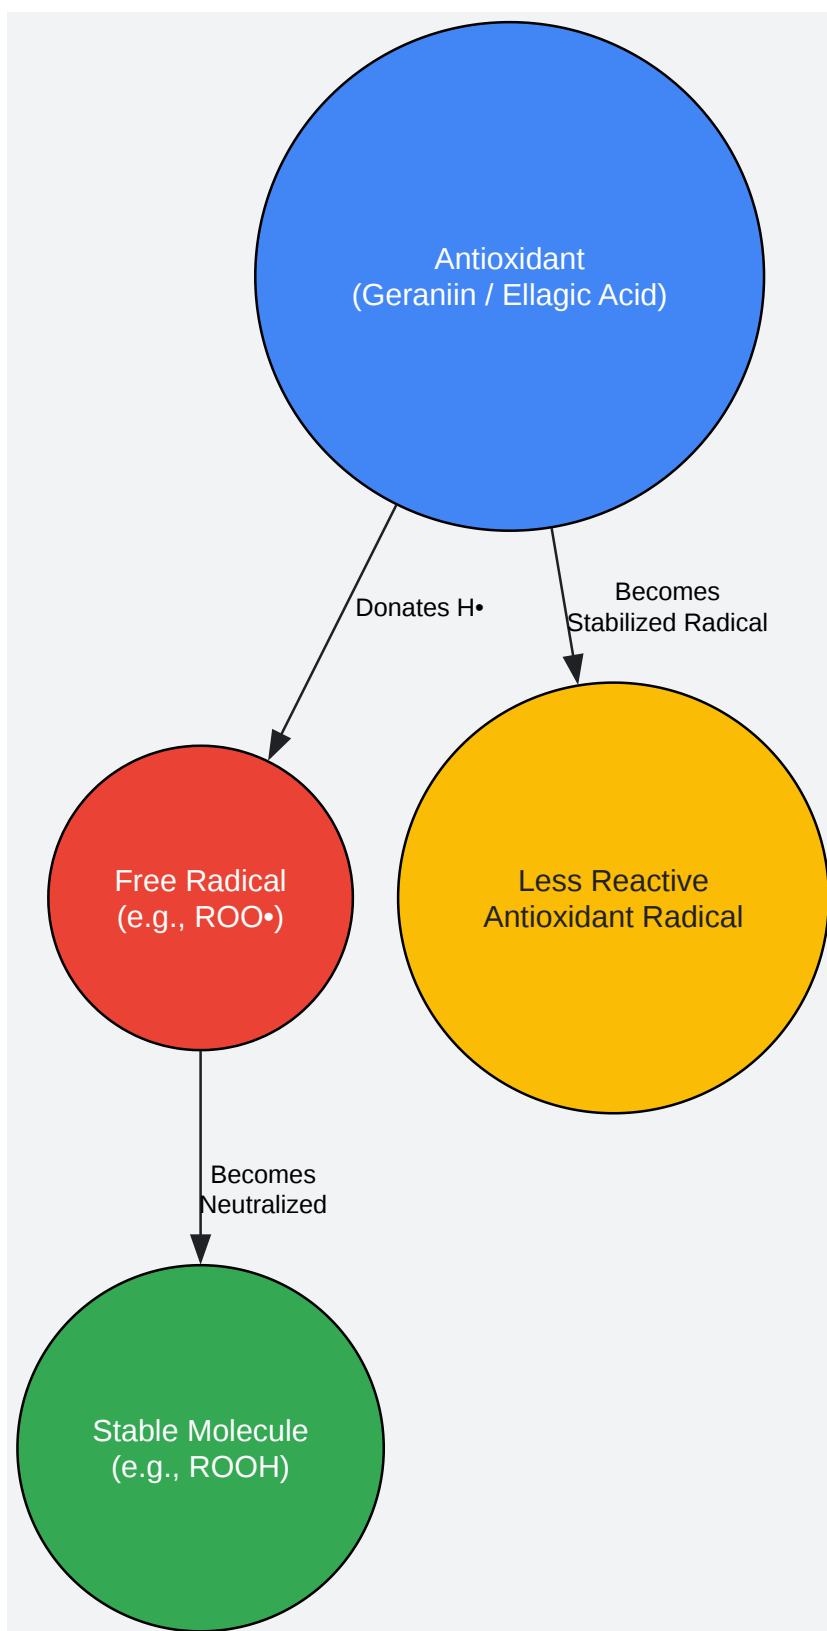 Antioxidant
(Geraniin / Ellagic Acid)
Donates H•
Becomes
Stabilized Radical
Free Radical
(e.g., ROO•)
Less Reactive
Antioxidant Radical
Becomes
Neutralized
Stable Molecule
(e.g., ROOH)